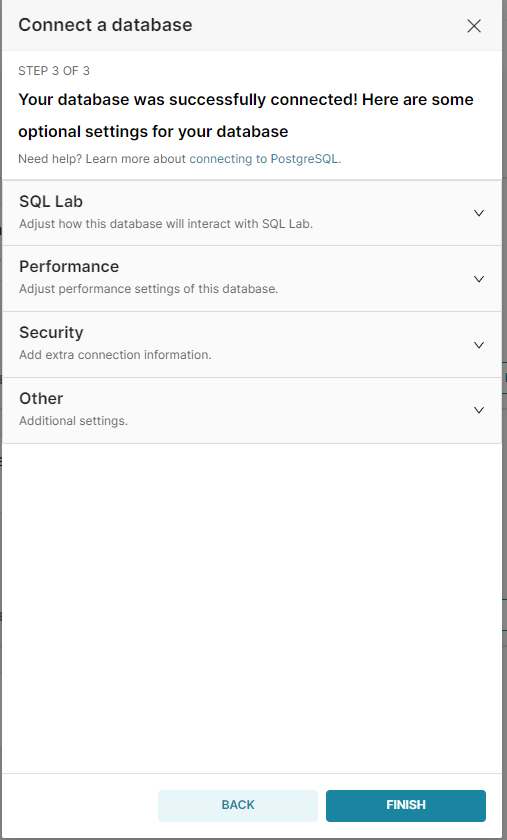 Connect a database
STEP 3 OF 3
Your database was successfully connected! Here are some
optional settings for your database
Need help? Learn more about connecting to PostgreSQL.
SQL Lab
Adjust how this database will interact with SQL Lab.
Performance
Adjust performance settings of this database.
Security
Add extra connection information.
Other
Additional settings.
BACK
FINISH